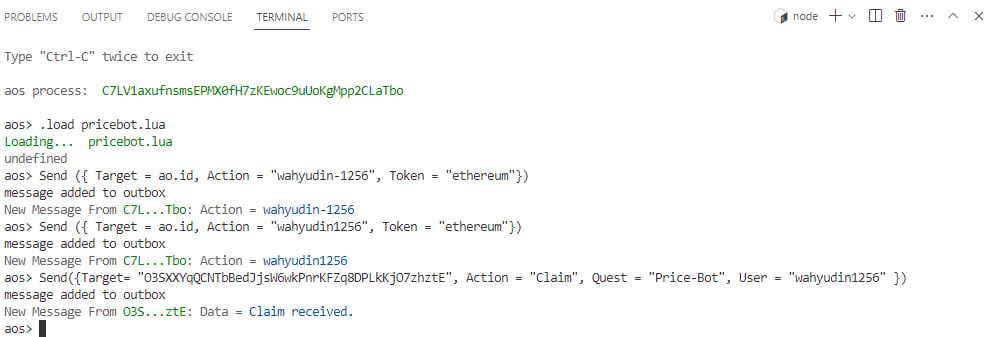 PROBLEMS OUTPUT DEBUG CONSOLE TERMINAL PORTS node
Type "Ctrl-C" twice to exit
aos process:  C7LV1axufnsmsEPMX0fH7zKEwoc9uUoKgMpp2CLaTbo
aos> .load pricebot.lua
Loading...  pricebot.lua
undefined
aos> Send ({ Target = ao.id, Action = "wahyudin-1256", Token = "ethereum"})
message added to outbox
New Message From C7L...Tbo: Action = wahyudin-1256
aos> Send ({ Target = ao.id, Action = "wahyudin1256", Token = "ethereum"})
message added to outbox
New Message From C7L...Tbo: Action = wahyudin1256
aos> Send({Target= "O3SXXYqQCNTbBedJjsW6wkPnrKFZq8DPLkKjO7zhztE", Action = "Claim", Quest = "Price-Bot", User = "wahyudin1256" })
message added to outbox
New Message From O3S...ztE: Data = Claim received.
aos>